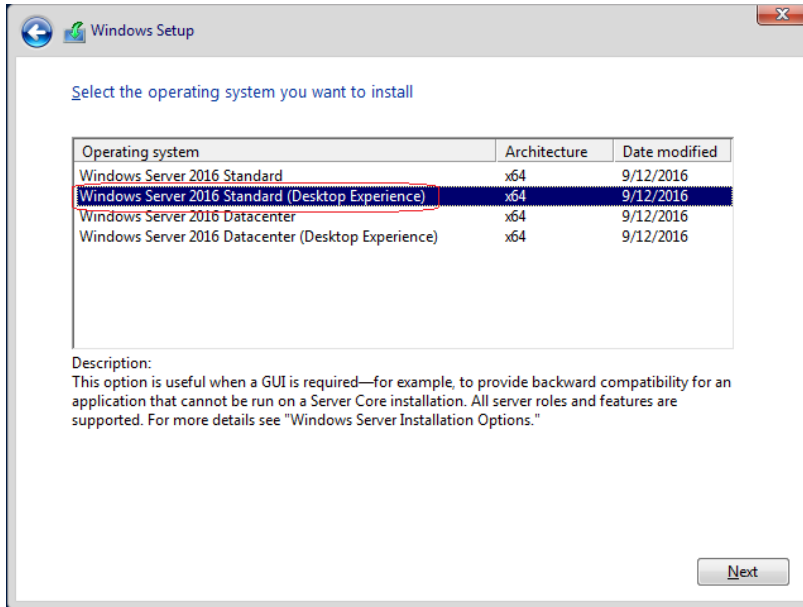 Windows Setup
Select the operating system you want to install
Operating system Architecture Date modified
Windows Server 2016 Standard x64 9/12/2016
Windows Server 2016 Standard (Desktop Experience) x64 9/12/2016
Windows Server 2016 Datacenter x64 9/12/2016
Windows Server 2016 Datacenter (Desktop Experience) x64 9/12/2016
Description:
This option is useful when a GUI is required—for example, to provide backward compatibility for an
application that cannot be run on a Server Core installation. All server roles and features are
supported. For more details see "Windows Server Installation Options."
Next